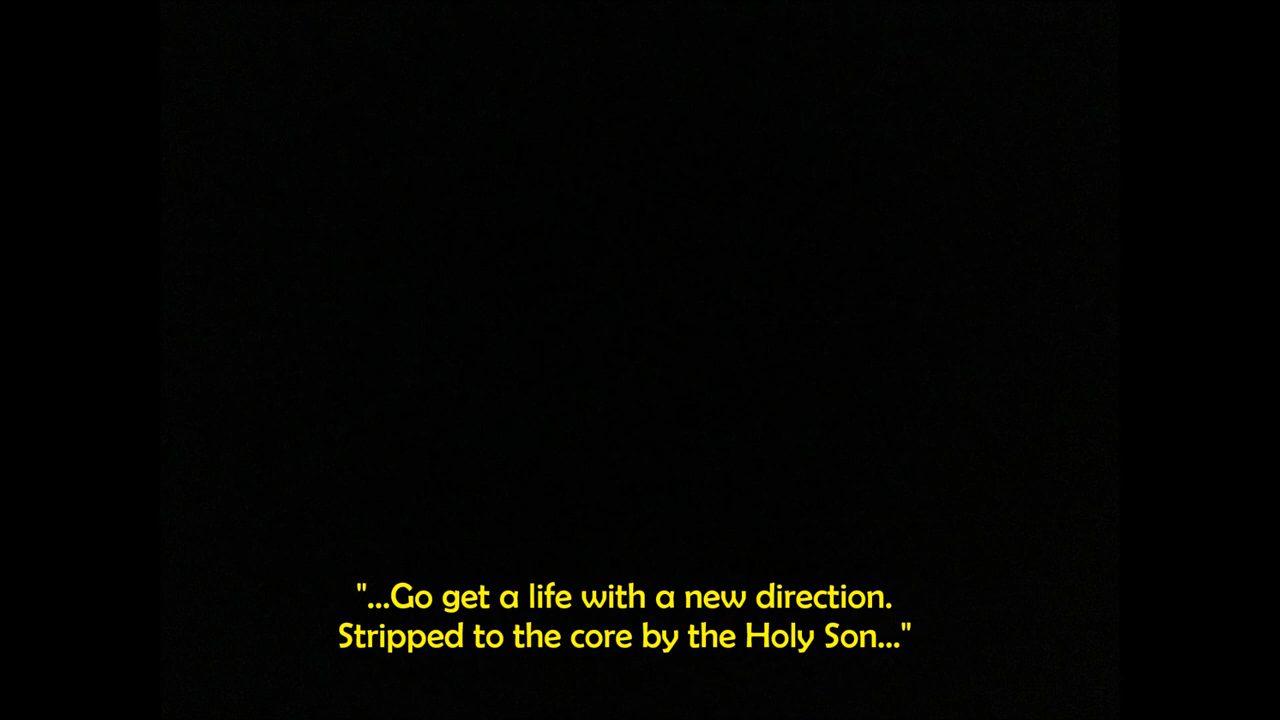 "...Go get a life with a new direction.
Stripped to the core by the Holy Son..."